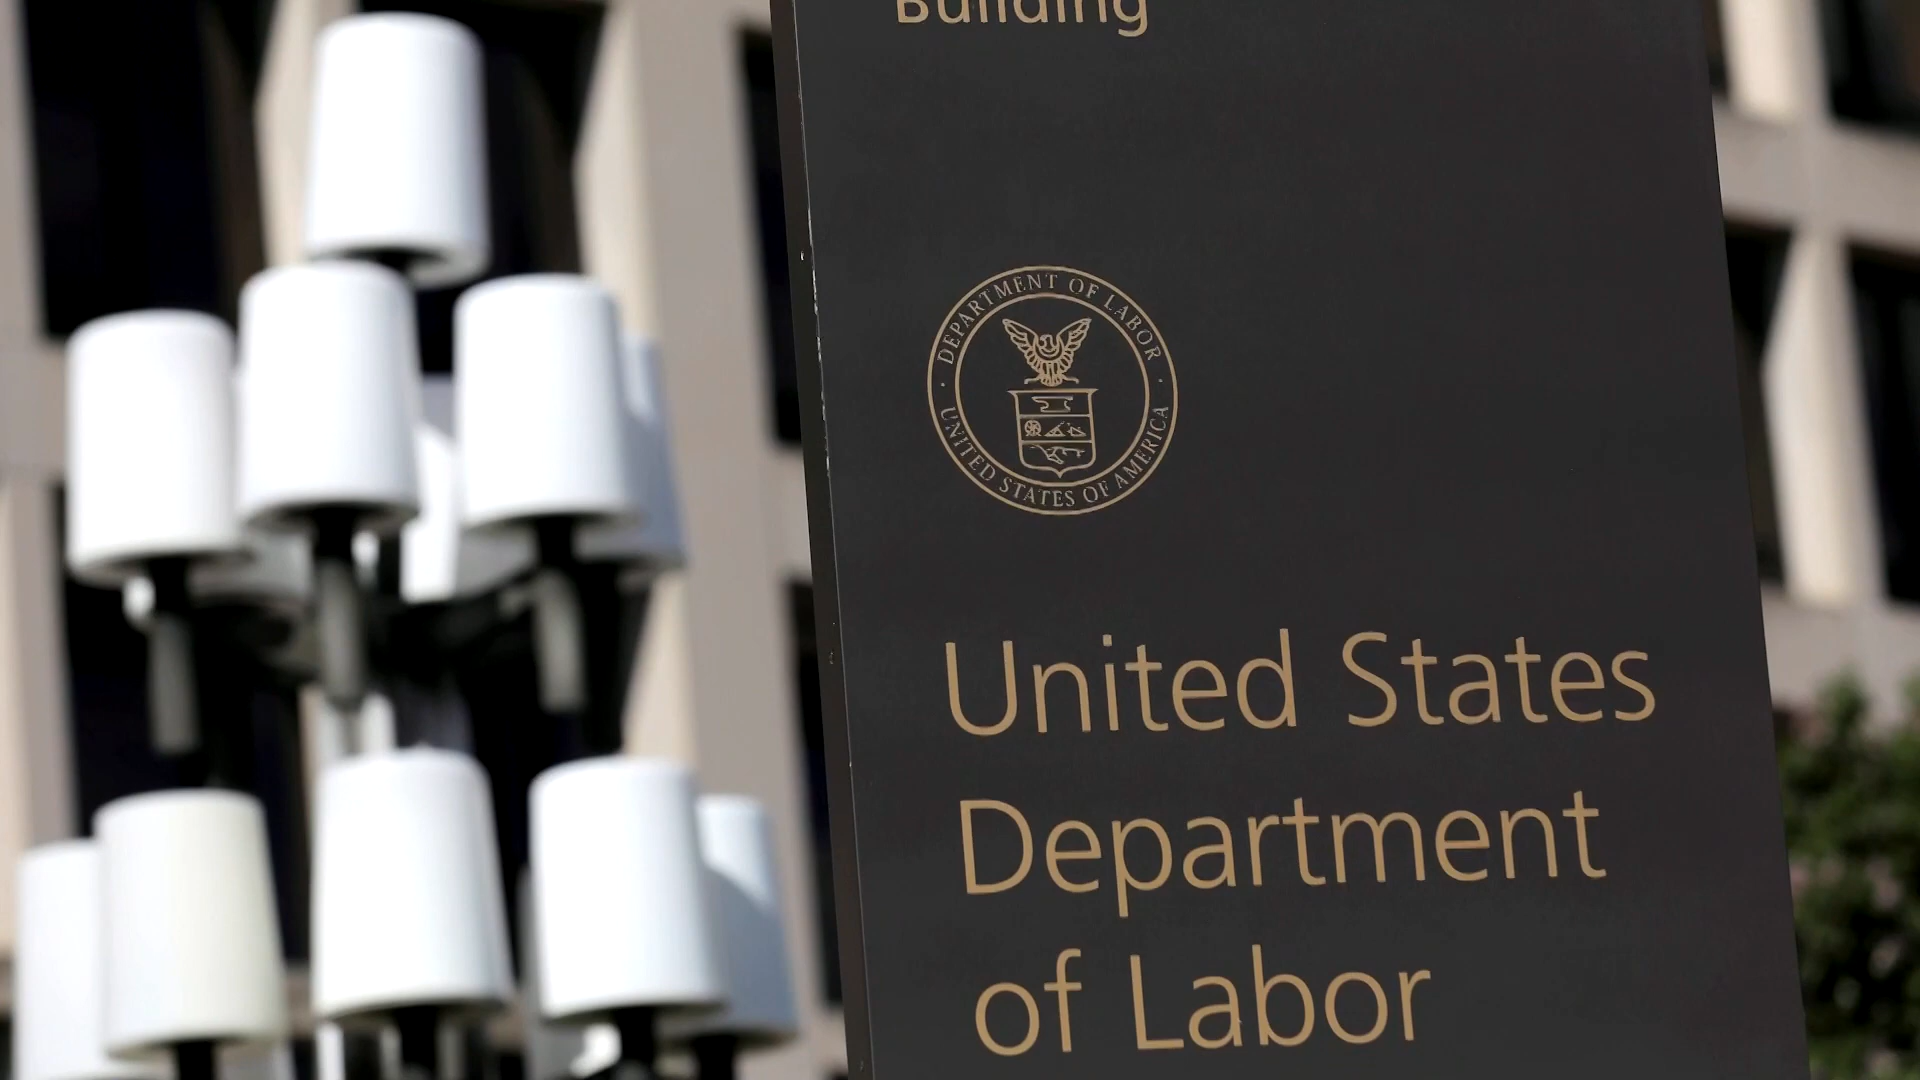 Building
DEPARTMENT OF LABOR
UNITED STATES OF AMERICA
United States
Department
of Labor